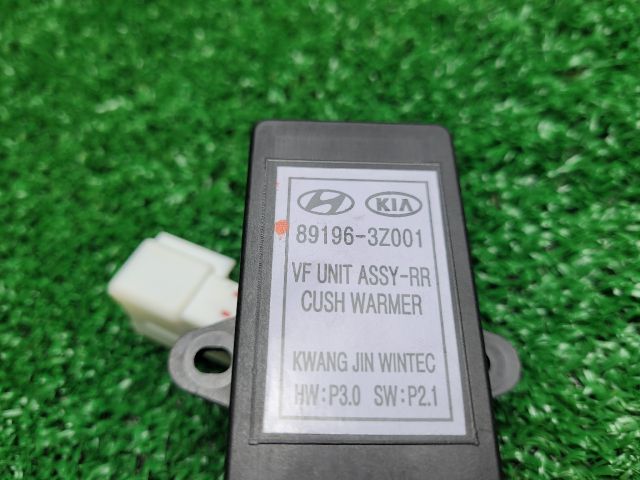 KIA
89196-3Z001
VF UNIT ASSY-RR
CUSH WARMER
KWANG JIN WINTEC
HW:P3.0 SW:P2.1